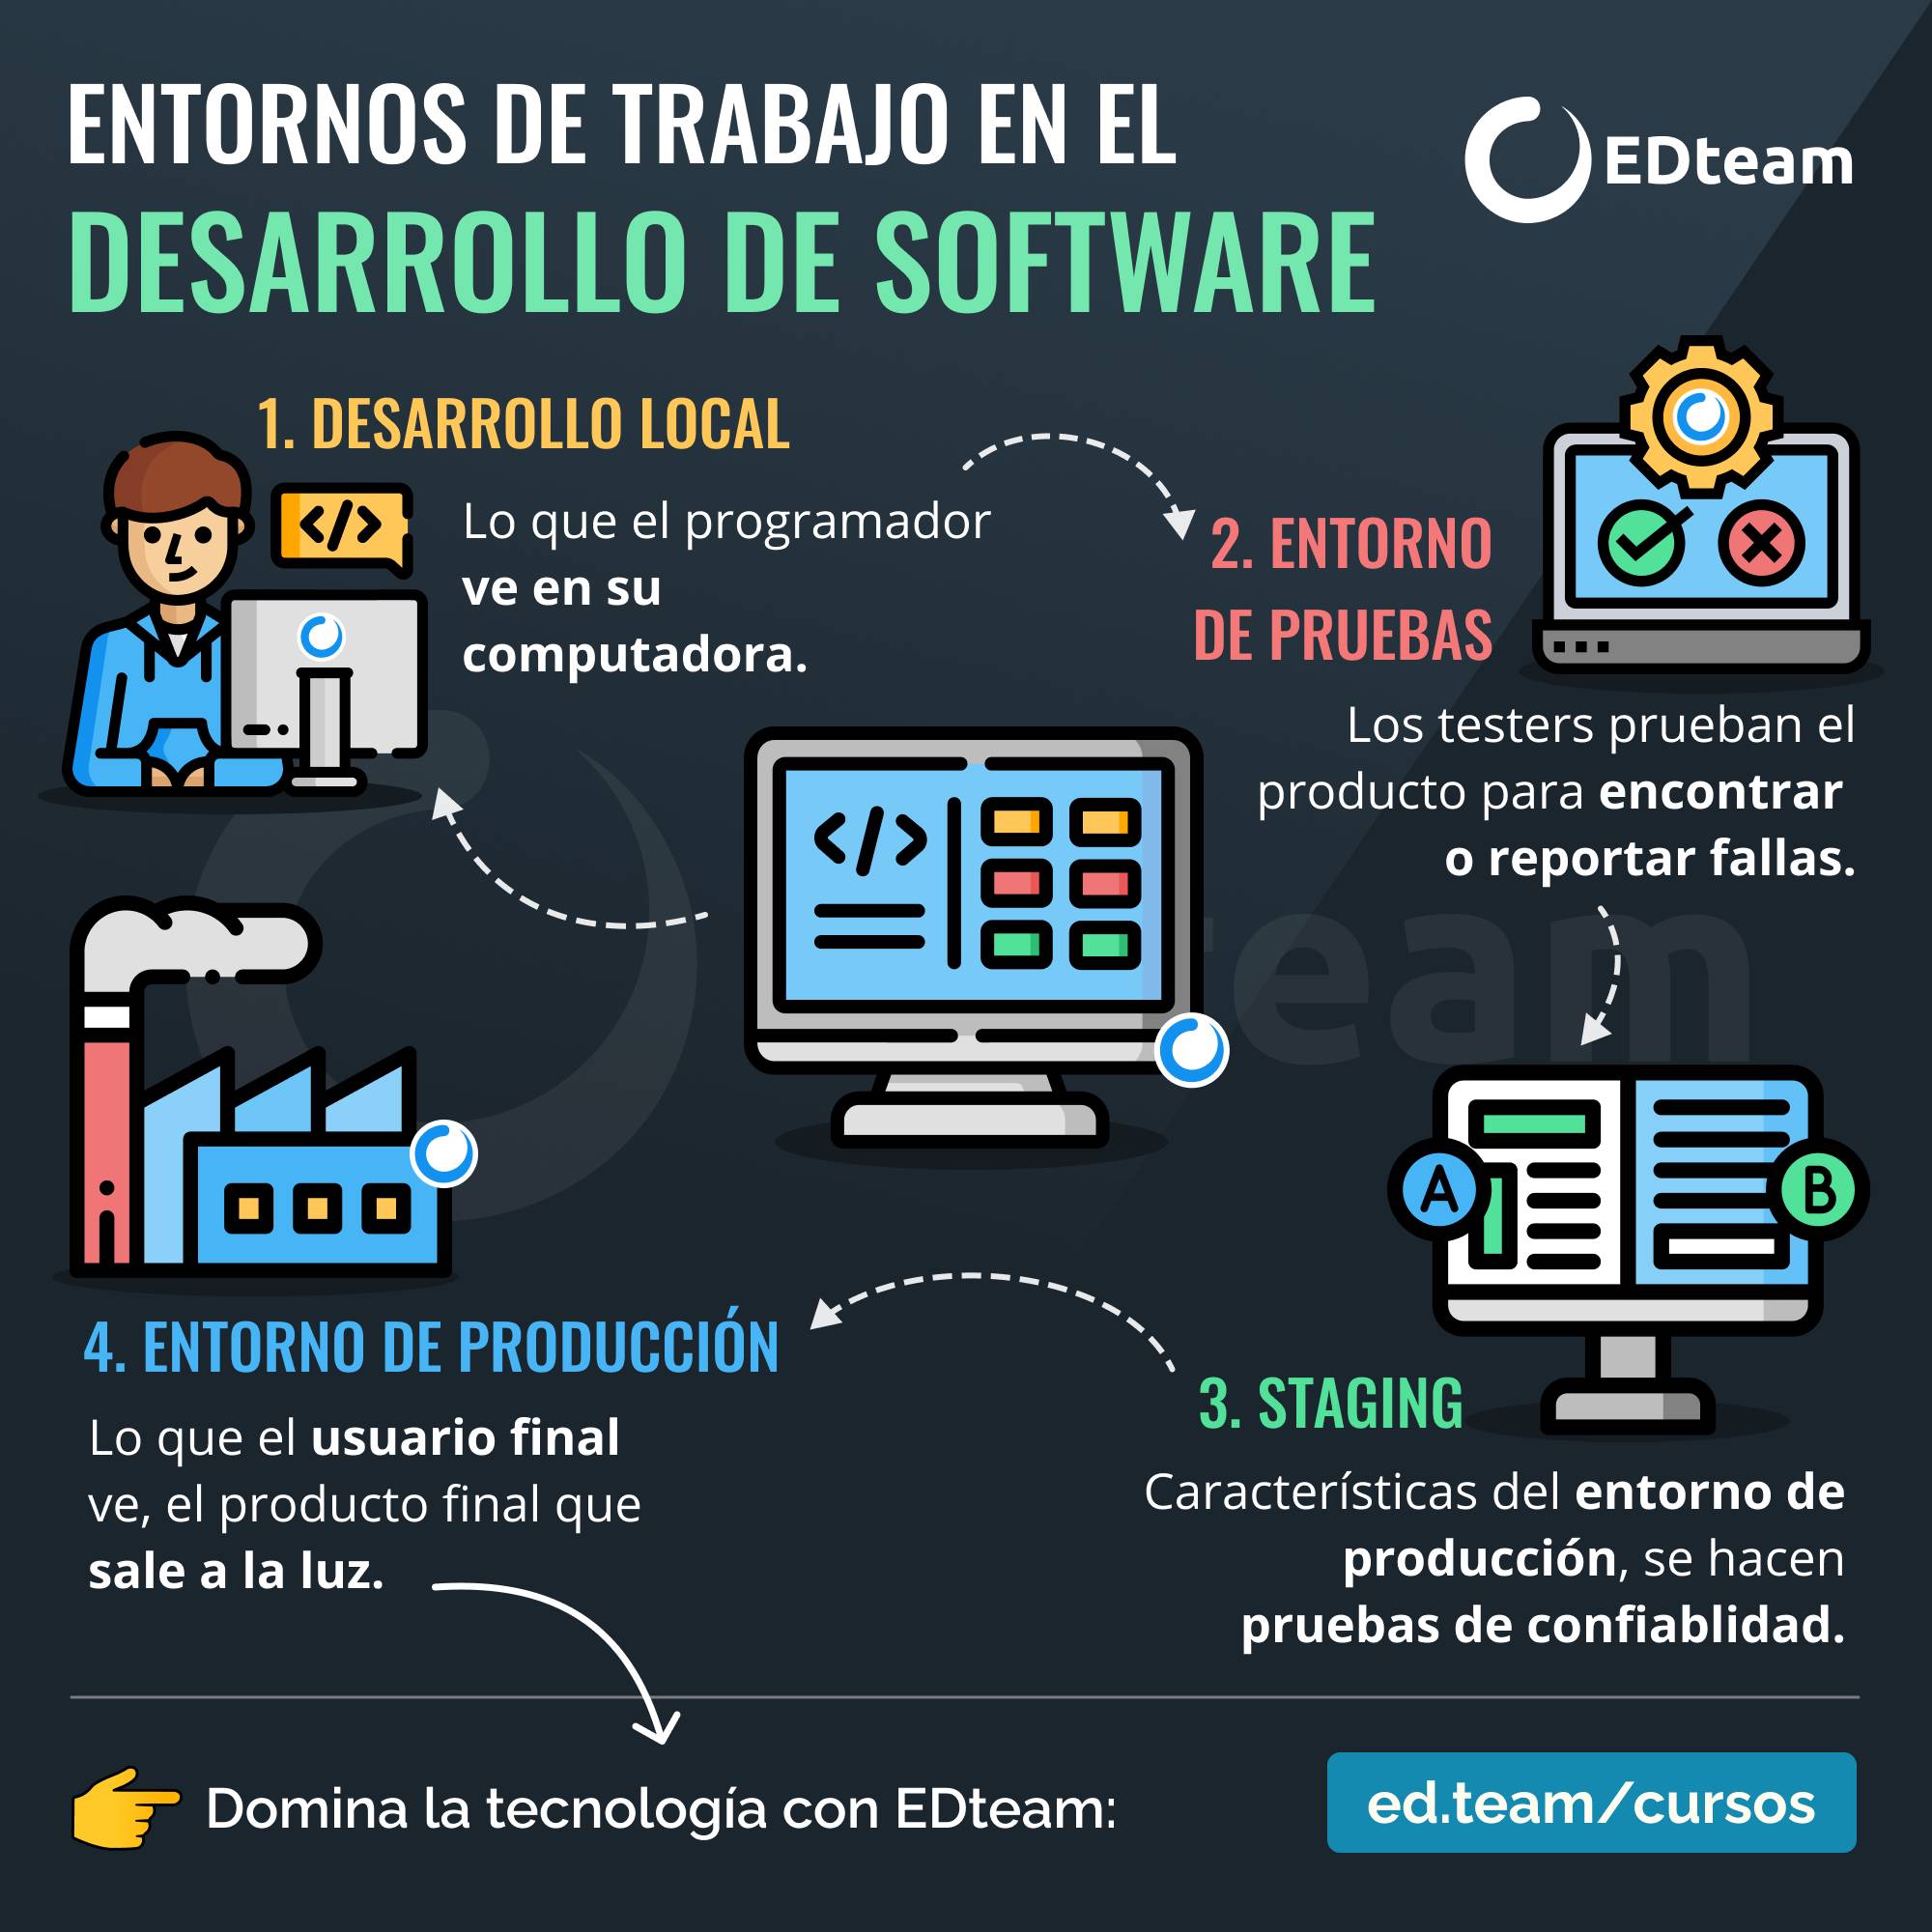 ENTORNOS DE TRABAJO EN EL
DESARROLLO DE SOFTWARE
EDteam
1. DESARROLLO LOCAL
Lo que el programador
ve en su
computadora.
2. ENTORNO
DE PRUEBAS
Los testers prueban el
producto para encontrar
o reportar fallas.
</>
team
A
B
3. STAGING
Características del entorno de
producción, se hacen
pruebas de confiablidad.
4. ENTORNO DE PRODUCCIÓN
Lo que el usuario final
ve, el producto final que
sale a la luz.
Domina la tecnología con EDteam:
ed.team/cursos